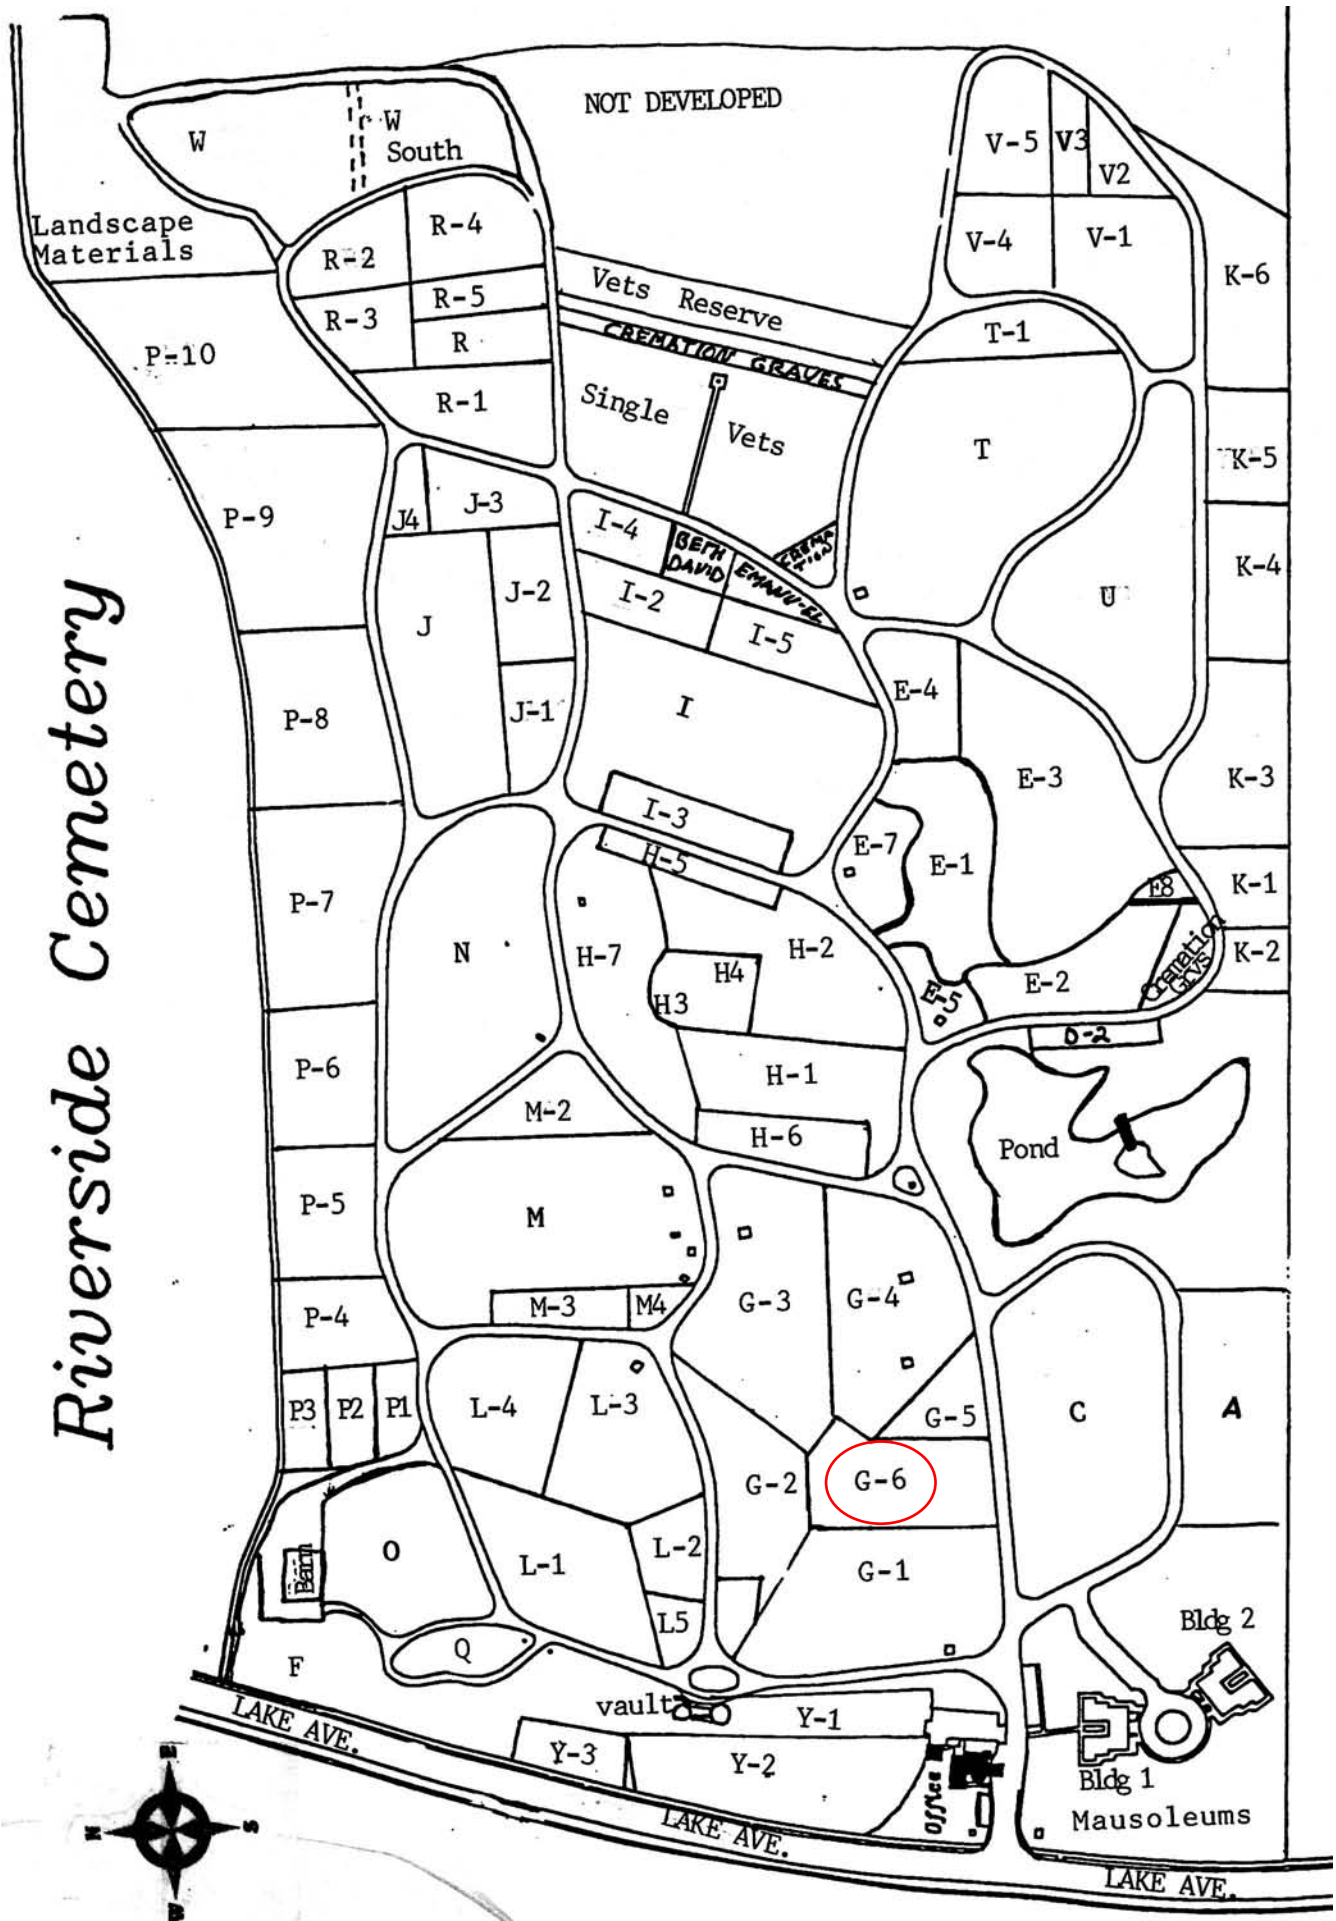 Riverside Cemetery
NOT DEVELOPED
W
W
South
Landscape
Materials
R-4
R-2
R-5
R-3
R
R-1
P-10
P-9
P-8
P-7
P-6
P-5
P-4
P3
P2
P1
V-5
V3
V2
V-4
V-1
K-6
K-5
K-4
K-3
K-1
K-2
Vets Reserve
CREMATION GRAVES
Single
Vets
T-1
T
U
J4
J-3
J-2
J
J-1
I-4
BETH
DAVID
EMANU-EL
CREMA
TION
I-2
I-5
I
I-3
H-5
E-4
E-3
E-7
E-1
E8
E-2
Cremation
Grvs
E-5
D-2
N
H-7
H-2
H4
H3
H-1
H-6
Pond
M-2
M
M-3
M4
G-3
G-4
G-5
G-2
G-6
G-1
C
A
L-4
L-3
L-1
L-2
L5
O
Barn
Q
F
vault
Y-1
Y-3
Y-2
Office
Bldg 2
Bldg 1
Mausoleums
LAKE AVE.
LAKE AVE.
LAKE AVE.
E
N
S
W